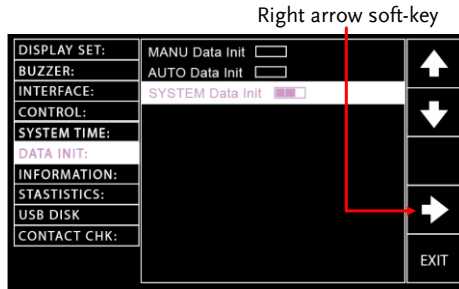 Right arrow soft-key
DISPLAY SET:
BUZZER:
INTERFACE:
CONTROL:
SYSTEM TIME:
DATA INIT:
INFORMATION:
STASTISTICS:
USB DISK
CONTACT CHK:
MANU Data Init
AUTO Data Init
SYSTEM Data Init
EXIT